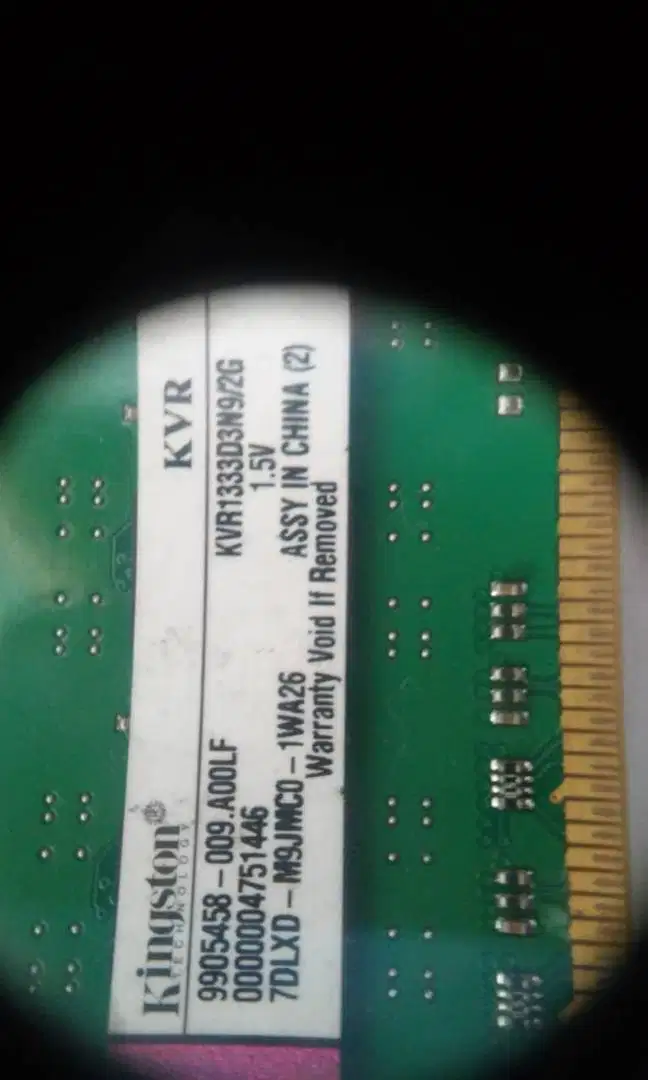 Kingston
TECHNOLOGY
KVR
9905458-009.A00LF
KVR1333D3N9/2G
0000004751446
1.5V
7DLXD-M9JMC0-1WA26
ASSY IN CHINA (2)
Warranty Void If Removed